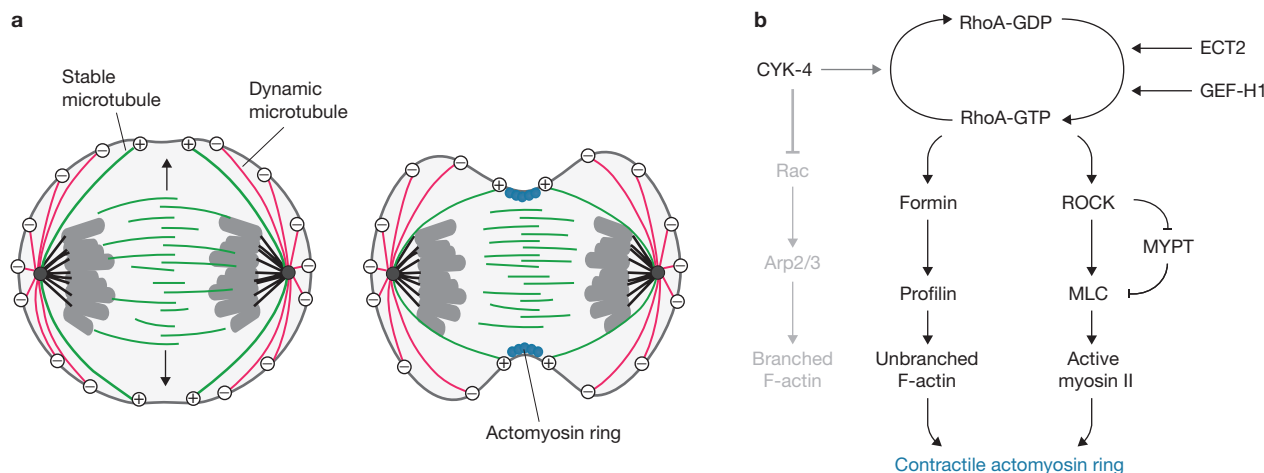 a
Stable
microtubule
Dynamic
microtubule
+ + − − − − − − − − + + − − − − − −
+ + − − − − − − − − + + − − − − − −
Actomyosin ring
b
RhoA-GDP
ECT2
CYK-4
GEF-H1
RhoA-GTP
Rac
Formin
ROCK
MYPT
Arp2/3
Profilin
MLC
Branched
F-actin
Unbranched
F-actin
Active
myosin II
Contractile actomyosin ring